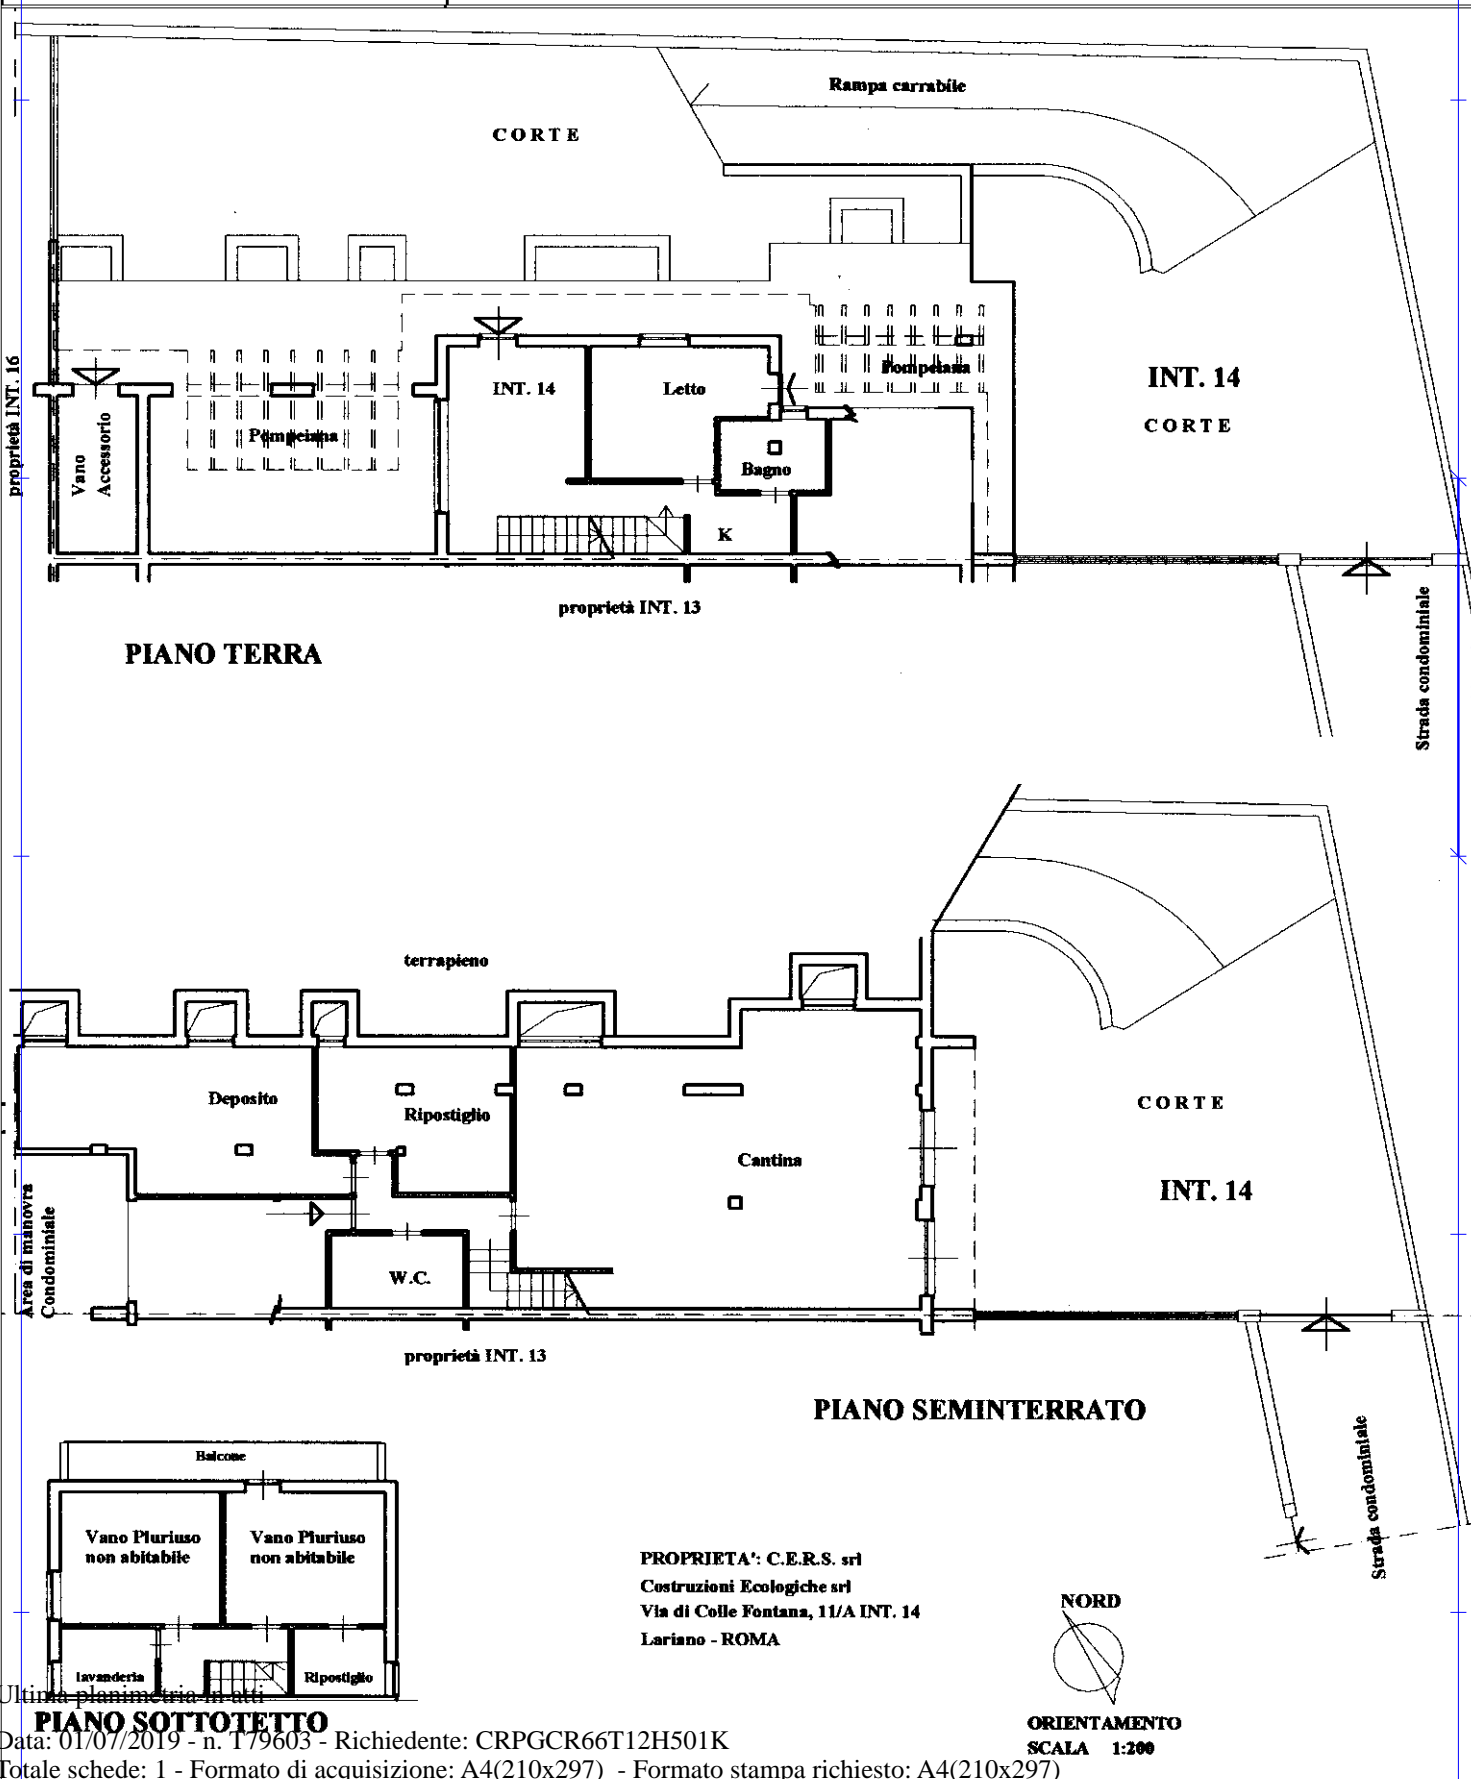 Rampa carrabile
CORTE
proprietà INT. 16
Vano
Accessorio
Pompeiana
INT. 14
Letto
Bagno
K
Pompeiana
INT. 14
CORTE
proprietà INT. 13
PIANO TERRA
Strada condominiale
terrapieno
Deposito
Ripostiglio
Cantina
W.C.
Area di manovra
Condominiale
CORTE
INT. 14
proprietà INT. 13
PIANO SEMINTERRATO
Strada condominiale
Balcone
Vano Pluriuso
non abitabile
Vano Pluriuso
non abitabile
lavanderia
Ripostiglio
PIANO SOTTOTETTO
PROPRIETA': C.E.R.S. srl
Costruzioni Ecologiche srl
Via di Colle Fontana, 11/A INT. 14
Lariano - ROMA
NORD
ORIENTAMENTO
SCALA 1:200
Ultima planimetria in atti
Data: 01/07/2019 - n. T79603 - Richiedente: CRPGCR66T12H501K
Totale schede: 1 - Formato di acquisizione: A4(210x297) - Formato stampa richiesto: A4(210x297)